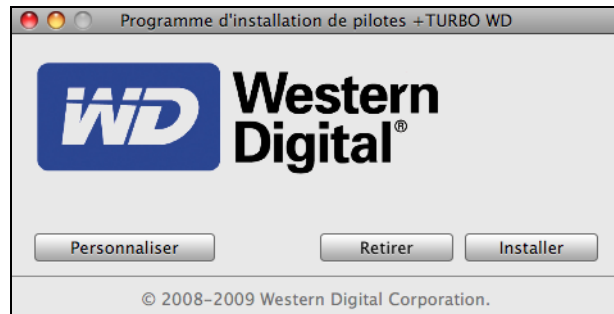 Programme d'installation de pilotes +TURBO WD
WD
Western
Digital®
Personnaliser Retirer Installer
© 2008–2009 Western Digital Corporation.